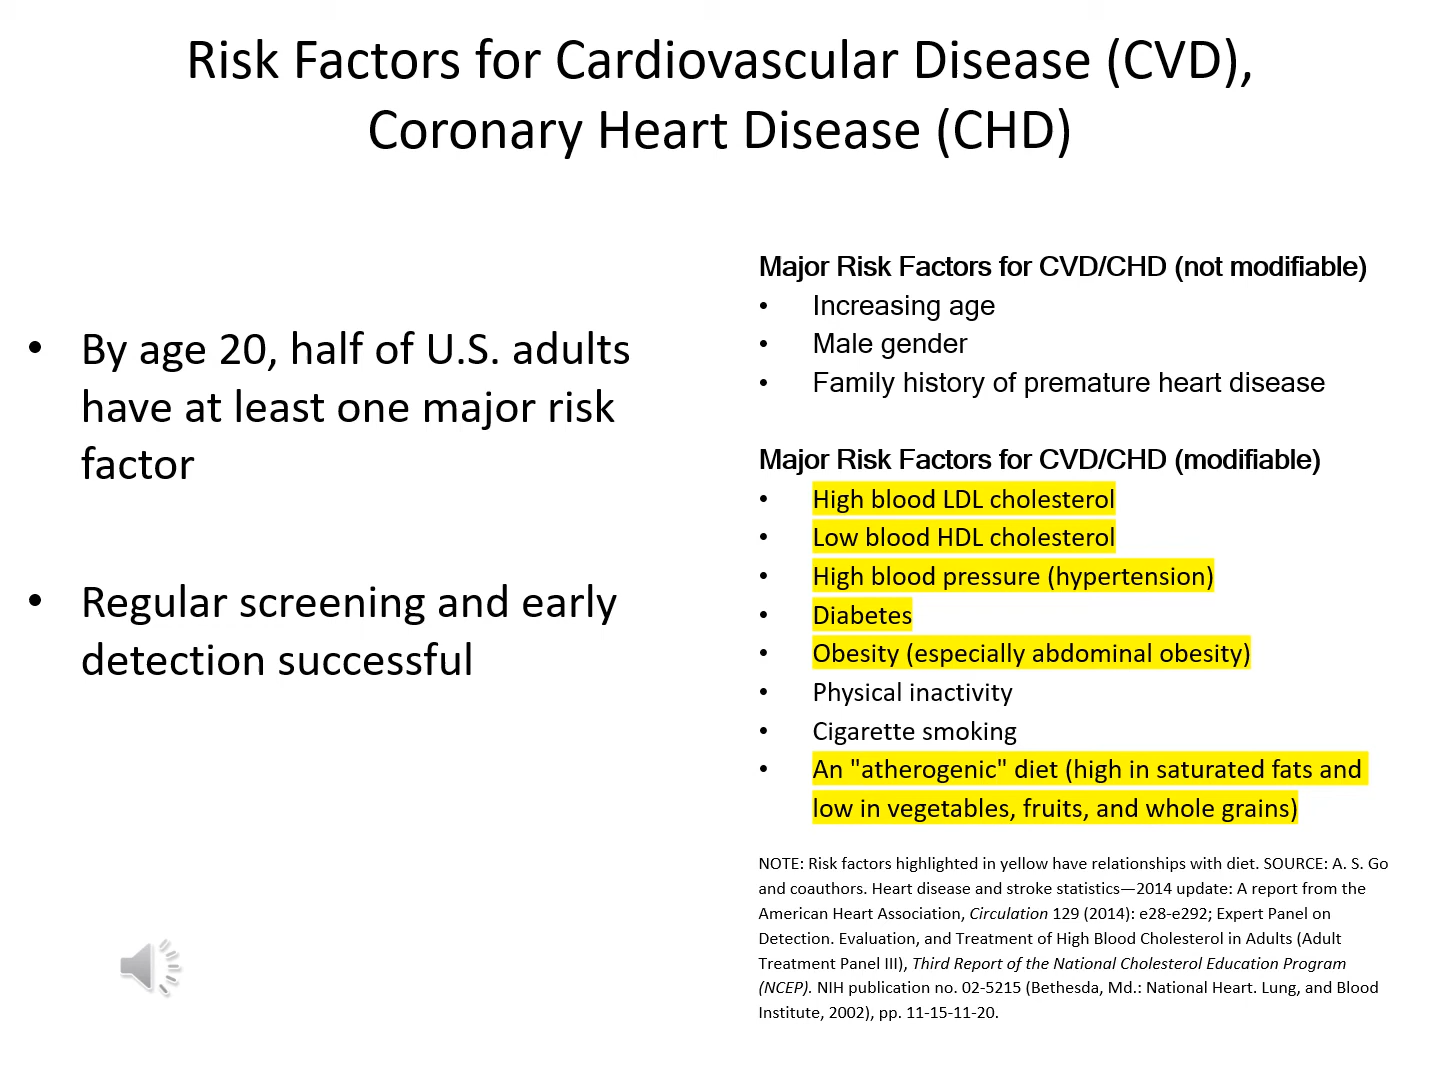 Risk Factors for Cardiovascular Disease (CVD),
Coronary Heart Disease (CHD)
• By age 20, half of U.S. adults
have at least one major risk
factor
• Regular screening and early
detection successful
Major Risk Factors for CVD/CHD (not modifiable)
• Increasing age
• Male gender
• Family history of premature heart disease
Major Risk Factors for CVD/CHD (modifiable)
• High blood LDL cholesterol
• Low blood HDL cholesterol
• High blood pressure (hypertension)
• Diabetes
• Obesity (especially abdominal obesity)
• Physical inactivity
• Cigarette smoking
• An "atherogenic" diet (high in saturated fats and
low in vegetables, fruits, and whole grains)
NOTE: Risk factors highlighted in yellow have relationships with diet. SOURCE: A. S. Go
and coauthors. Heart disease and stroke statistics—2014 update: A report from the
American Heart Association, Circulation 129 (2014): e28-e292; Expert Panel on
Detection. Evaluation, and Treatment of High Blood Cholesterol in Adults (Adult
Treatment Panel III), Third Report of the National Cholesterol Education Program
(NCEP). NIH publication no. 02-5215 (Bethesda, Md.: National Heart. Lung, and Blood
Institute, 2002), pp. 11-15-11-20.